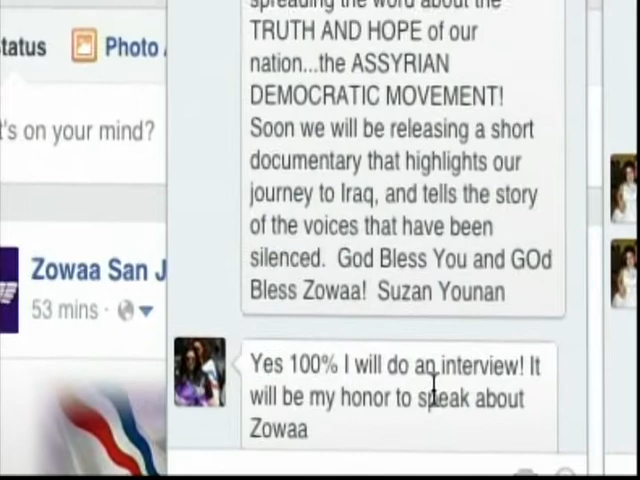 spreading the word about the
TRUTH AND HOPE of our
nation...the ASSYRIAN
DEMOCRATIC MOVEMENT!
Soon we will be releasing a short
documentary that highlights our
journey to Iraq, and tells the story
of the voices that have been
silenced. God Bless You and GOd
Bless Zowaa! Suzan Younan
Yes 100% I will do an interview! It
will be my honor to speak about
Zowaa
tatus
Photo
's on your mind?
Zowaa San J
53 mins ·